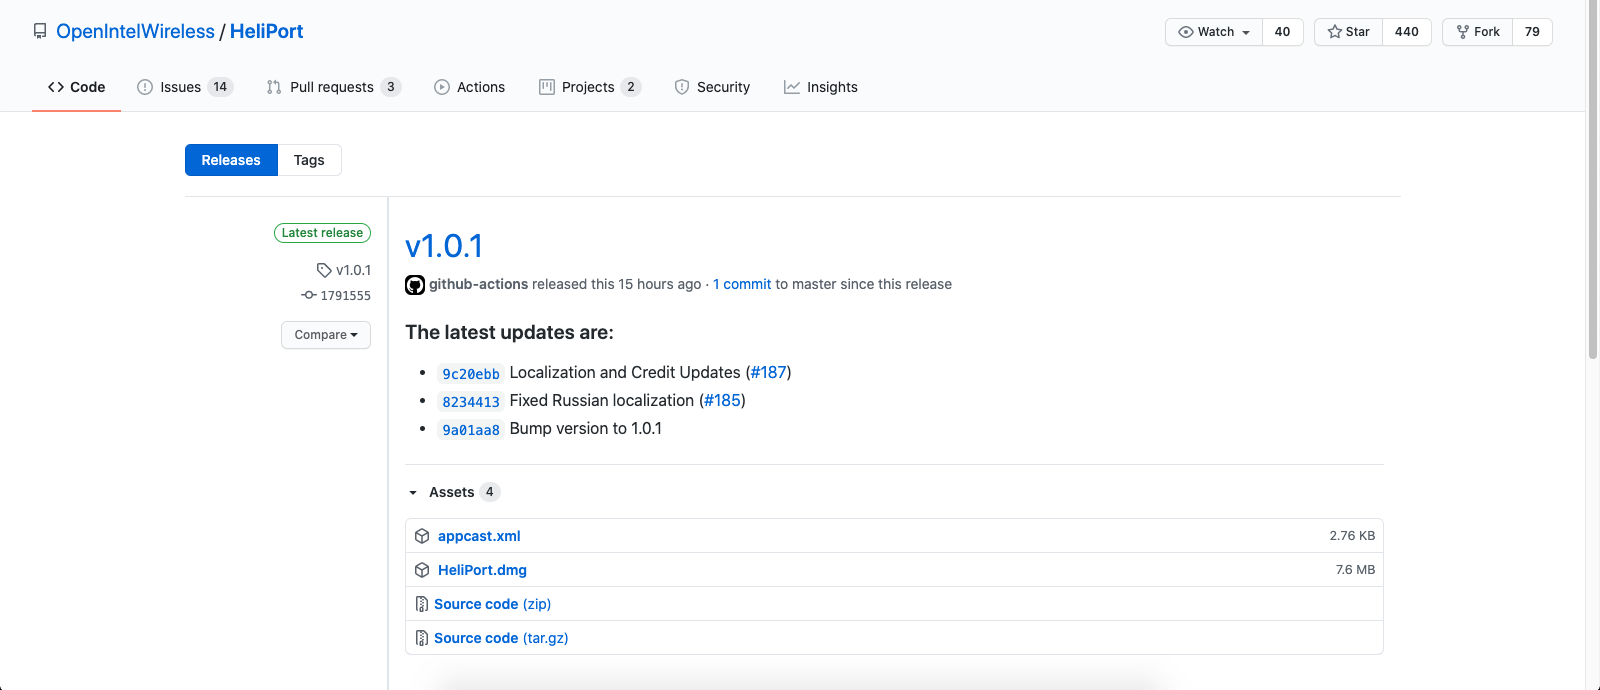 OpenIntelWireless / HeliPort
Watch 40 Star 440 Fork 79
Code Issues 14 Pull requests 3 Actions Projects 2 Security Insights
Releases Tags
Latest release
v1.0.1
1791555
Compare
v1.0.1
github-actions released this 15 hours ago · 1 commit to master since this release
The latest updates are:
• 9c20ebb Localization and Credit Updates (#187)
• 8234413 Fixed Russian localization (#185)
• 9a01aa8 Bump version to 1.0.1
Assets 4
appcast.xml 2.76 KB
HeliPort.dmg 7.6 MB
Source code (zip)
Source code (tar.gz)